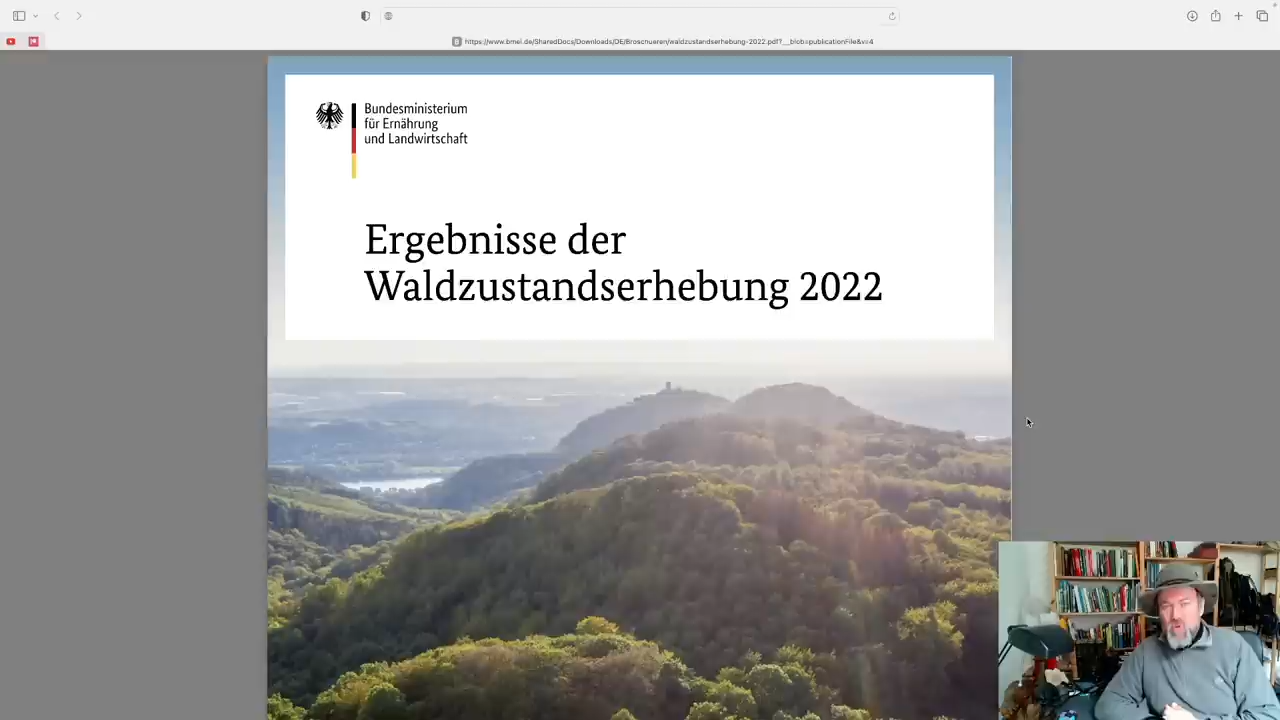 https://www.bmel.de/SharedDocs/Downloads/DE/Broschueren/waldzustandserhebung-2022.pdf?__blob=publicationFile&v=4
Bundesministerium
für Ernährung
und Landwirtschaft
Ergebnisse der
Waldzustandserhebung 2022